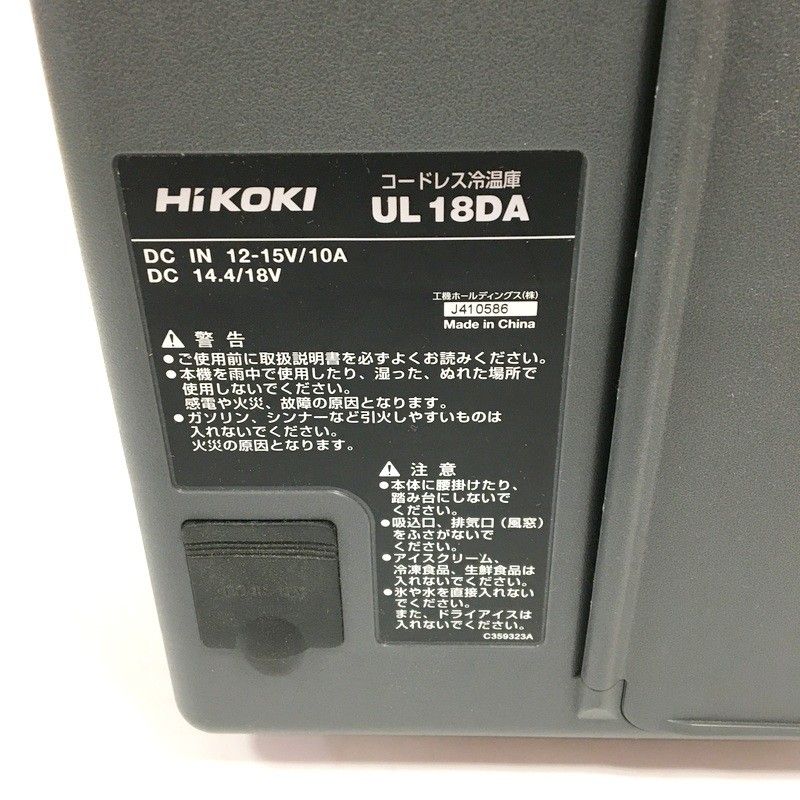 HiKOKI
コードレス冷温庫
UL 18DA
DC IN 12-15V/10A
DC 14.4/18V
工機ホールディングス(株)
J410586
Made in China
警告
●ご使用前に取扱説明書を必ずよくお読みください。
●本機を雨中で使用したり、湿った、ぬれた場所で
使用しないでください。
感電や火災、故障の原因となります。
●ガソリン、シンナーなど引火しやすいものは
入れないでください。
火災の原因となります。
注意
●本体に腰掛けたり、
踏み台にしないで
ください。
●吸込口、排気口（風窓）
をふさがないで
ください。
●アイスクリーム、
冷凍食品、生鮮食品は
入れないでください。
●氷や水を直接入れない
でください。
また、ドライアイスは
入れないでください。
C359323A